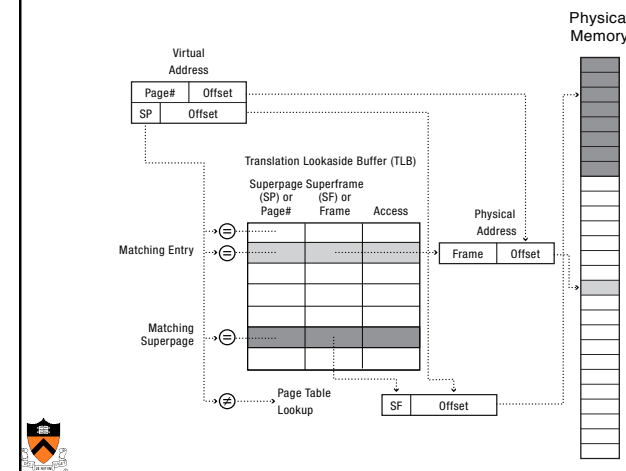 Physica
Memory
Virtual
Address
Page# Offset
SP Offset
Translation Lookaside Buffer (TLB)
Superpage Superframe
(SP) or (SF) or
Page# Frame Access
=
Matching Entry =
Physical
Address
Frame Offset
Matching
Superpage =
≠ Page Table
Lookup
SF Offset